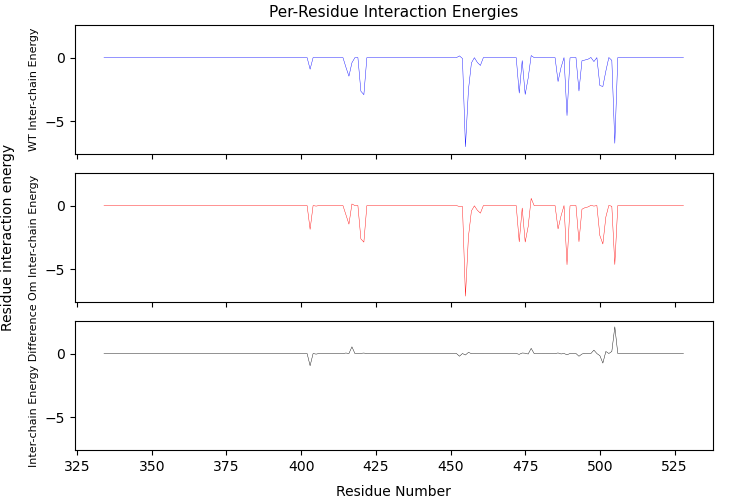 Per-Residue Interaction Energies
Residue interaction energy
WT Inter-chain Energy
0
−5
Om Inter-chain Energy
0
−5
Inter-chain Energy Difference
0
−5
325 350 375 400 425 450 475 500 525
Residue Number